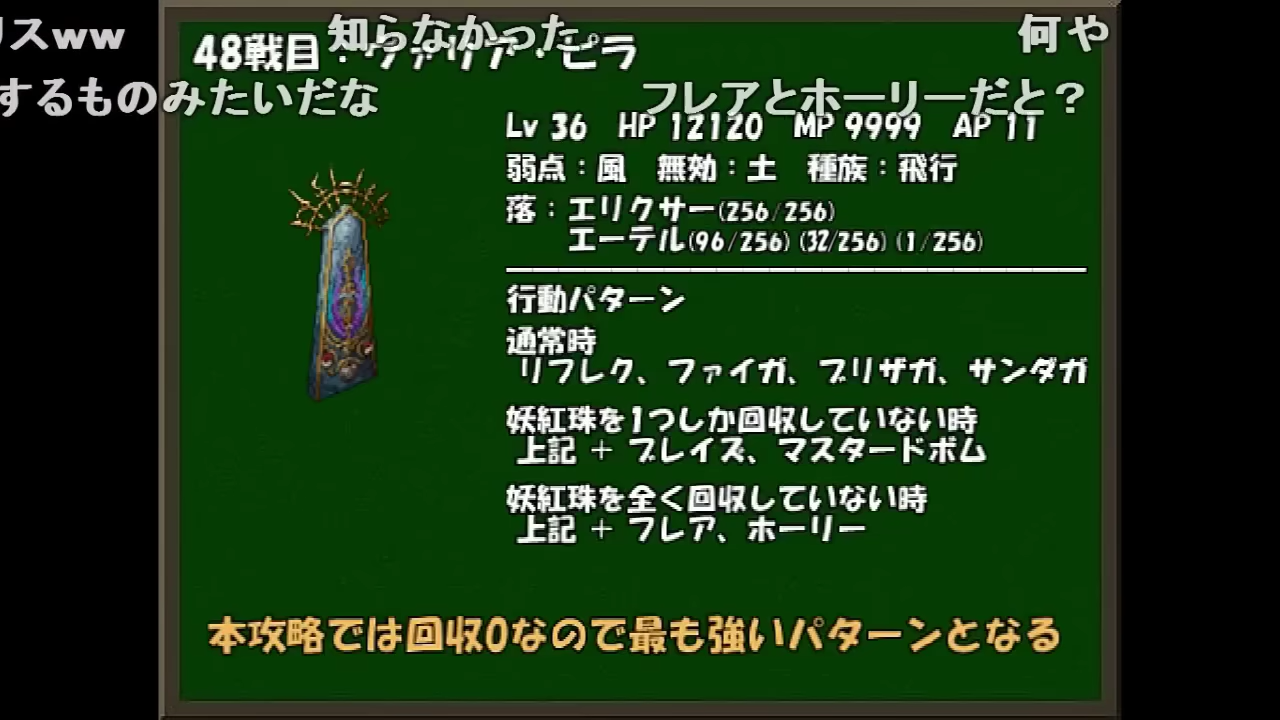 リスww
知らなかった
何や
48戦目：ヴァリア・ピラ
するものみたいだな
フレアとホーリーだと？
Lv 36 HP 12120 MP 9999 AP 11
弱点：風 無効：土 種族：飛行
落：エリクサー(256/256)
エーテル(96/256)(32/256)(1/256)
行動パターン
通常時
リフレク、ファイガ、ブリザガ、サンダガ
妖紅珠を1つしか回収していない時
上記 + ブレイズ、マスタードボム
妖紅珠を全く回収していない時
上記 + フレア、ホーリー
本攻略では回収0なので最も強いパターンとなる